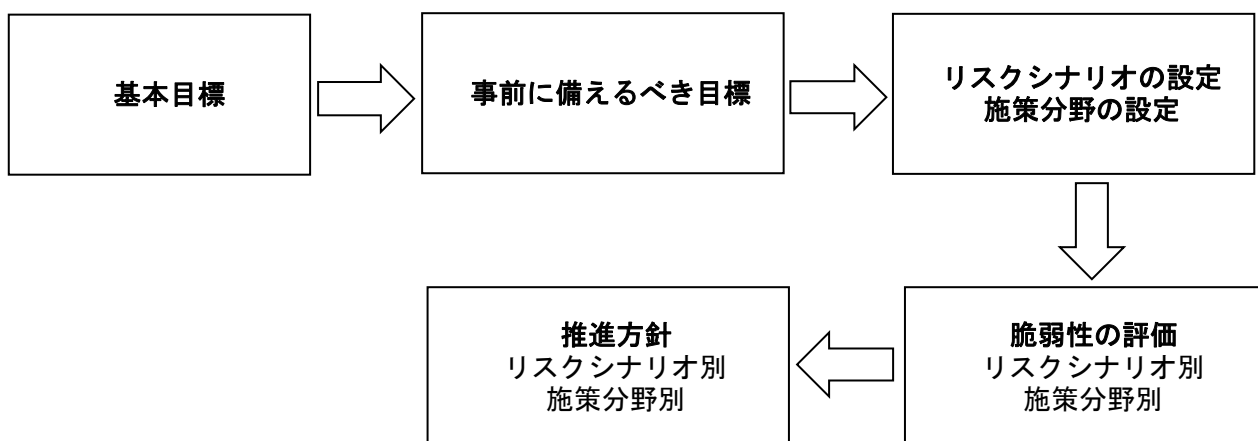 基本目標
事前に備えるべき目標
リスクシナリオの設定
施策分野の設定
脆弱性の評価
リスクシナリオ別
施策分野別
推進方針
リスクシナリオ別
施策分野別